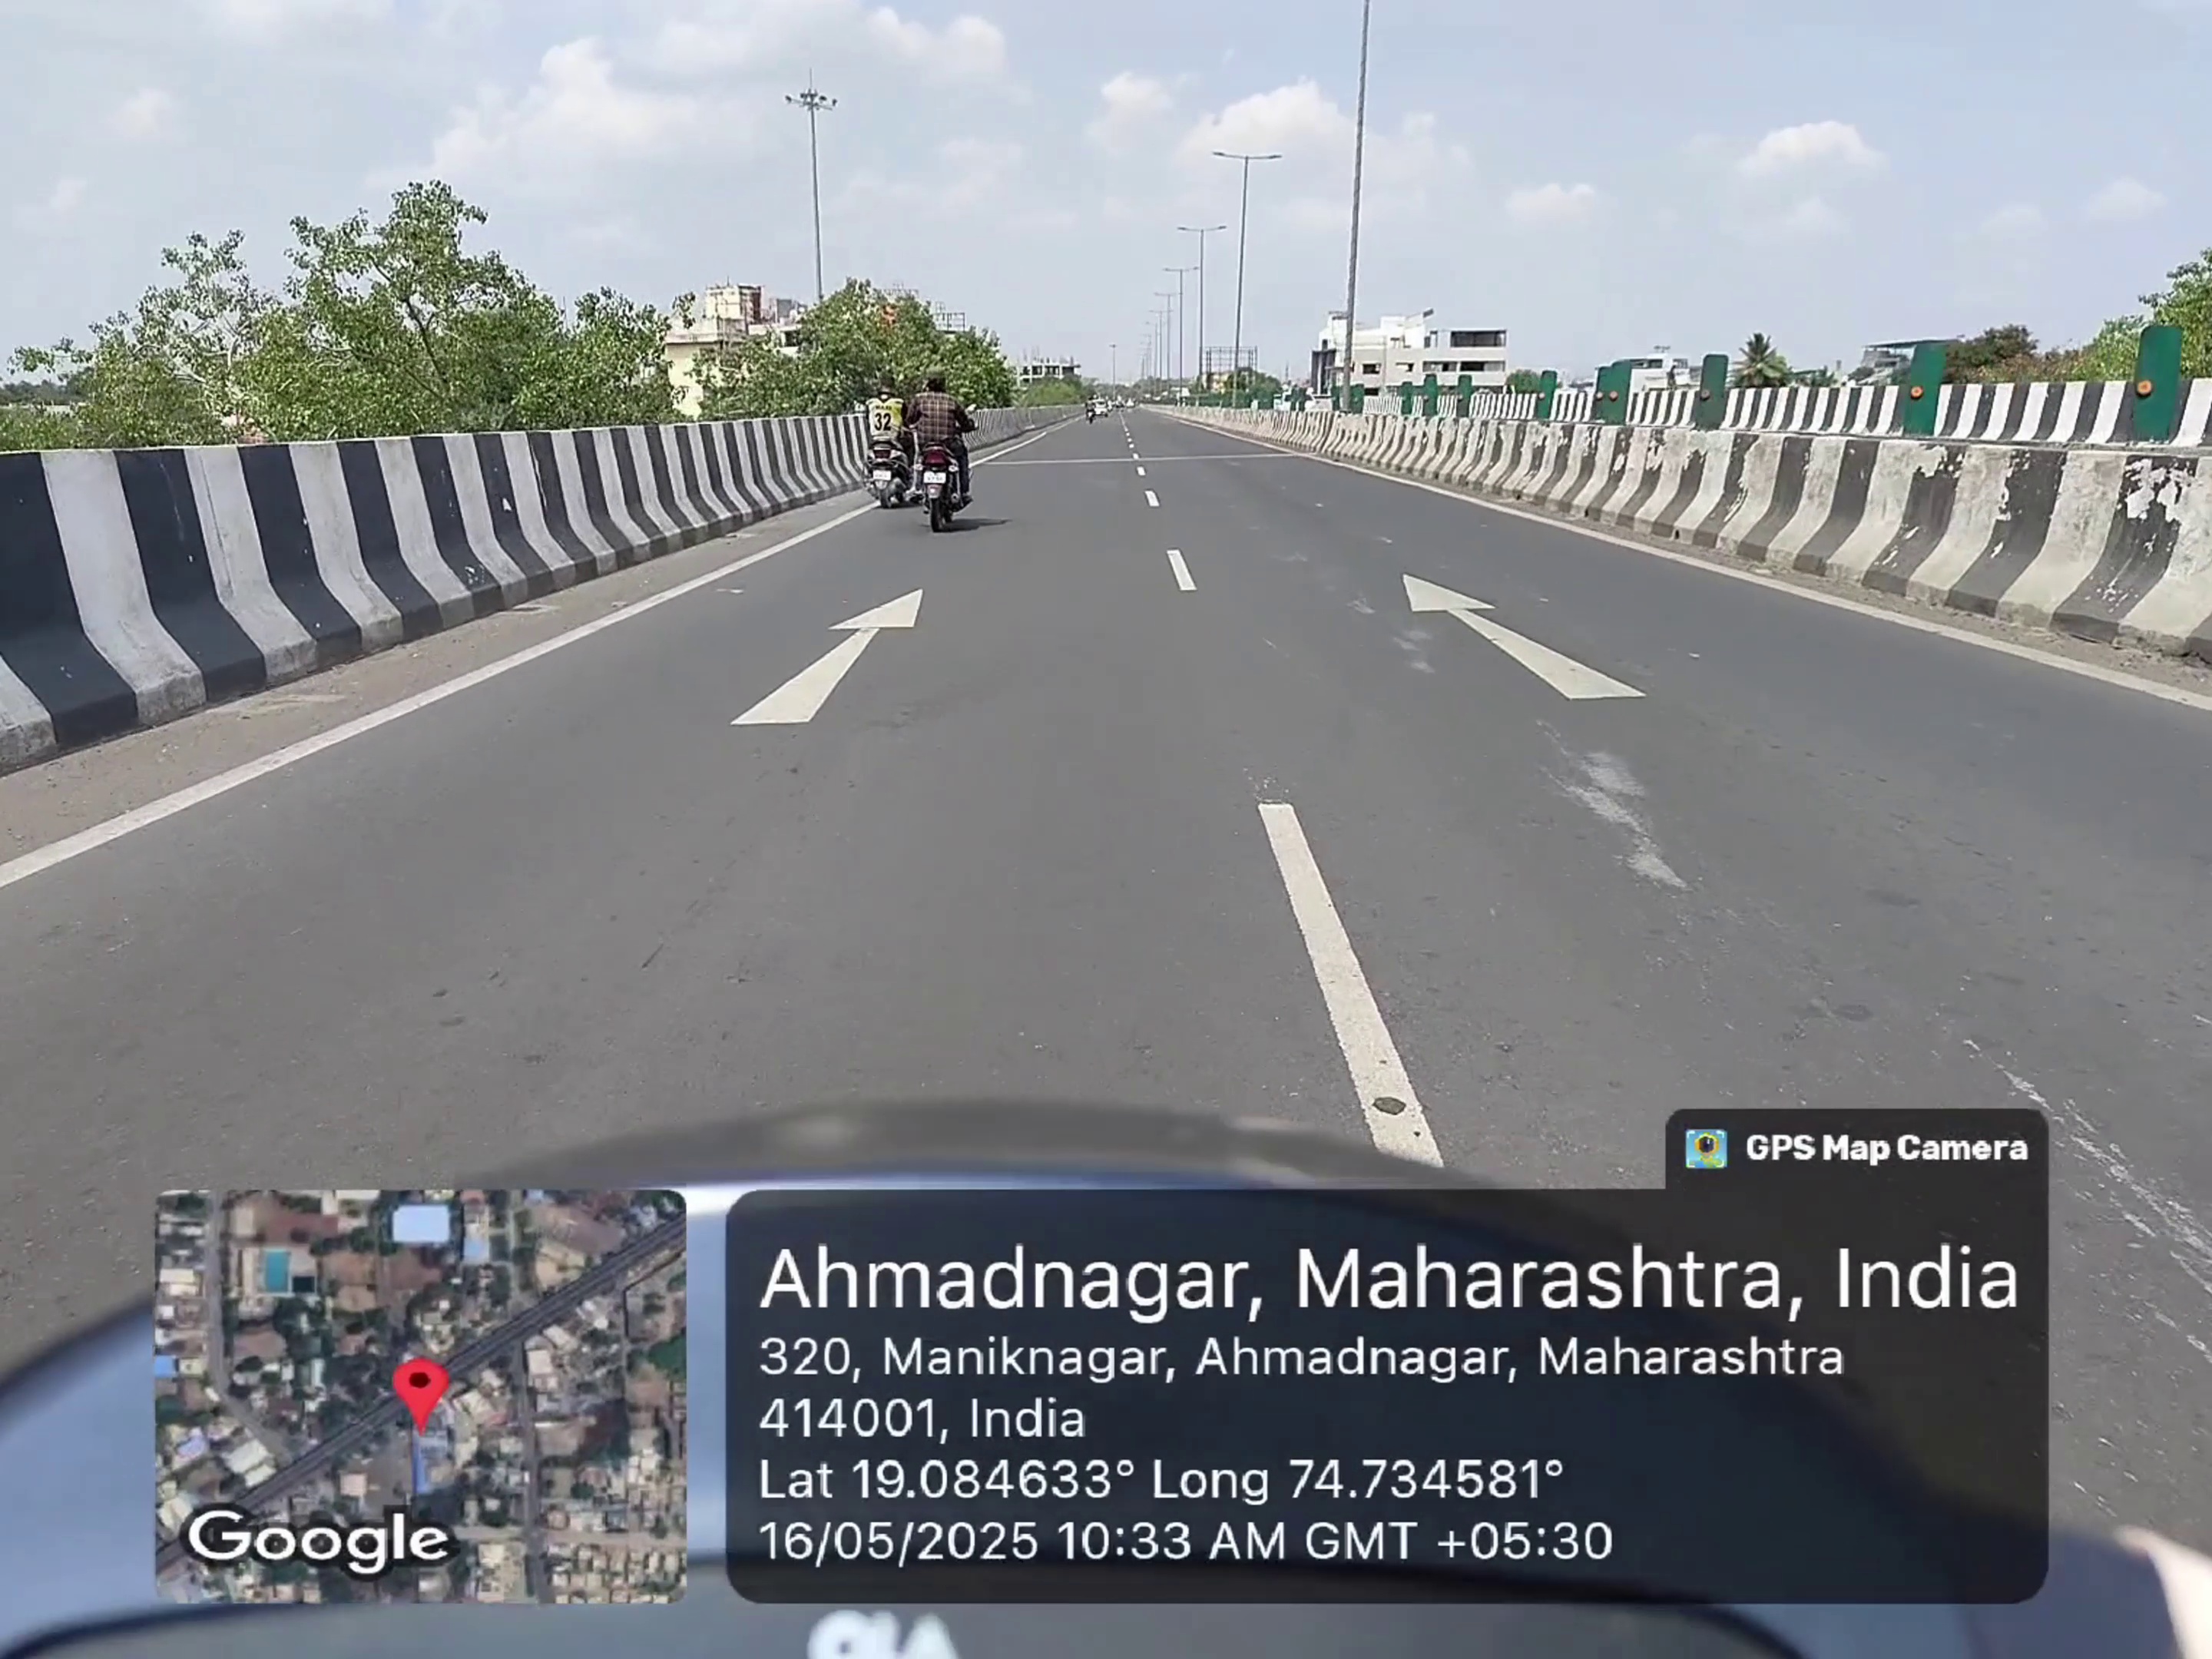 32
GPS Map Camera
Ahmadnagar, Maharashtra, India
320, Maniknagar, Ahmadnagar, Maharashtra
414001, India
Lat 19.084633° Long 74.734581°
16/05/2025 10:33 AM GMT +05:30
Google